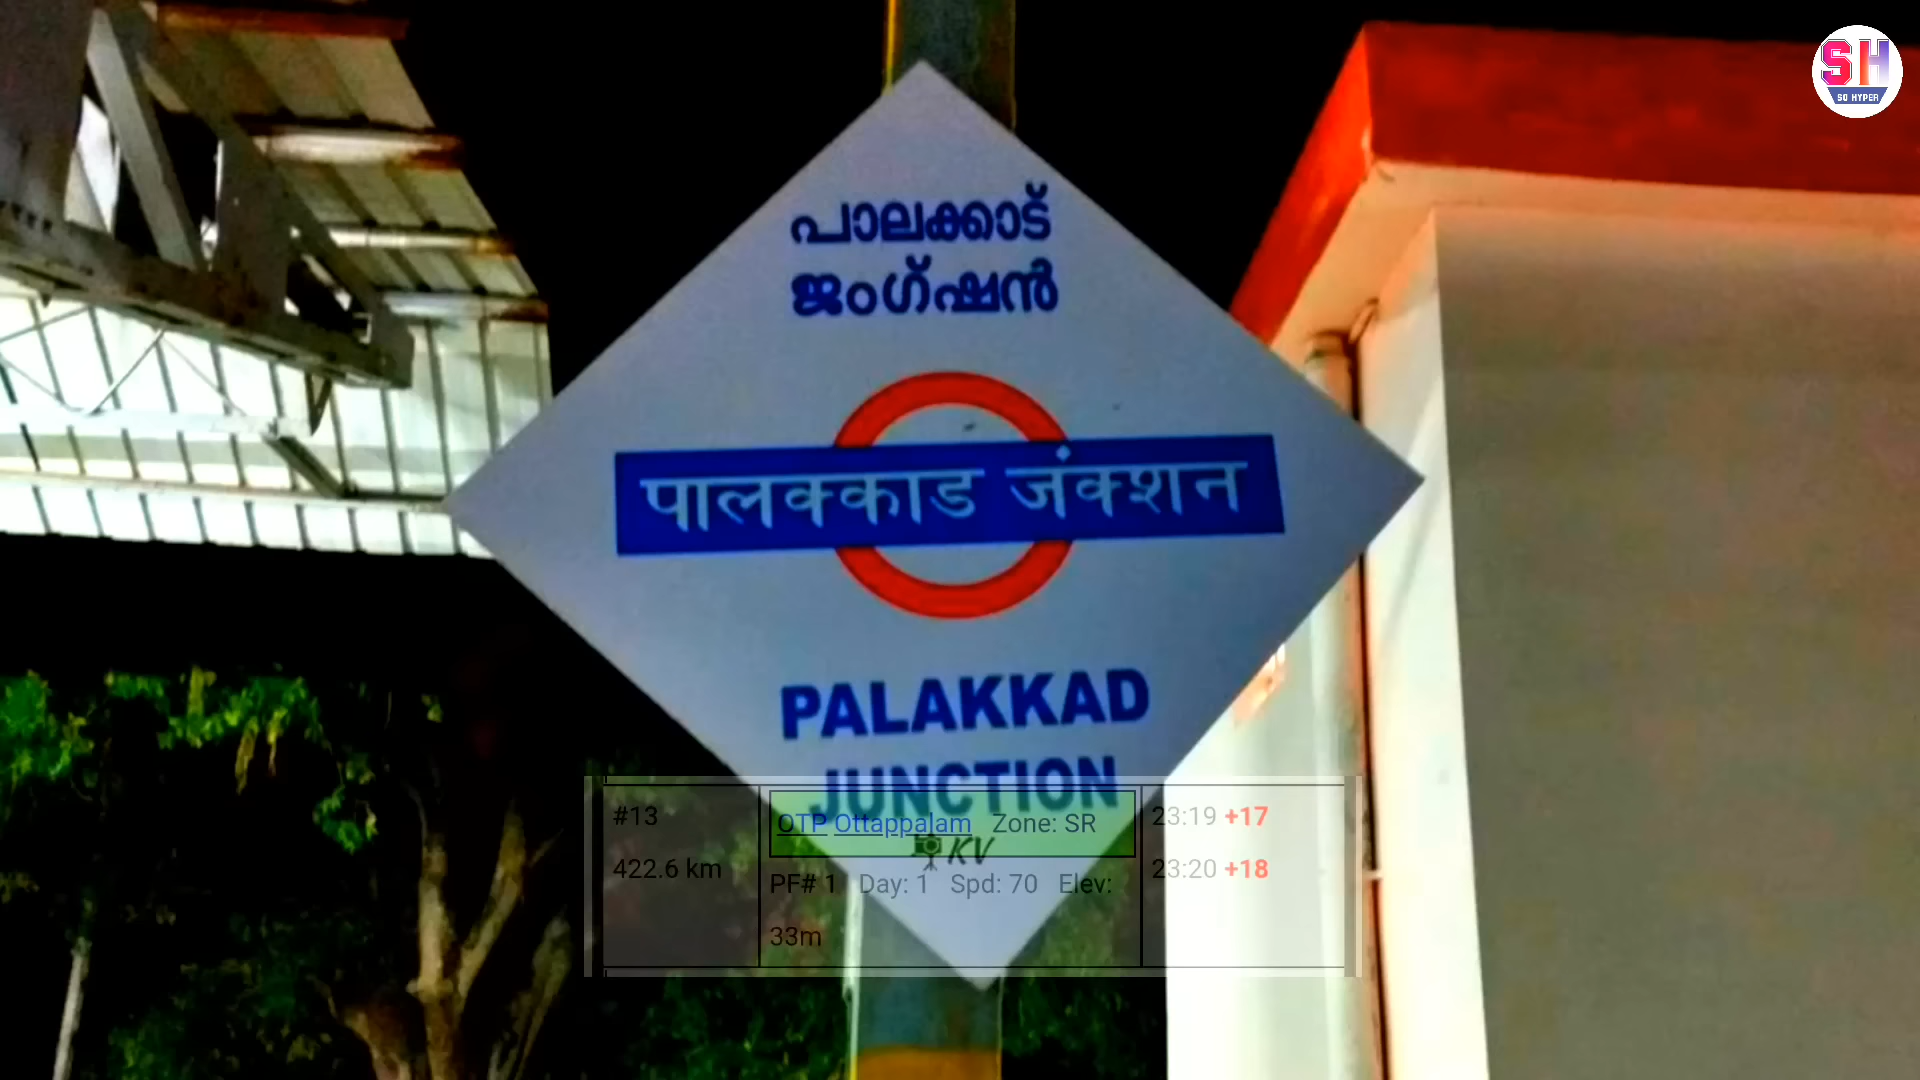 SH
SO HYPER
പാലക്കാട്
ജംഗ്ഷൻ
पालक्काड जंक्शन
PALAKKAD
JUNCTION
#13
OTP Ottappalam Zone: SR
23:19 +17
KV
422.6 km
PF# 1 Day: 1 Spd: 70 Elev:
23:20 +18
33m